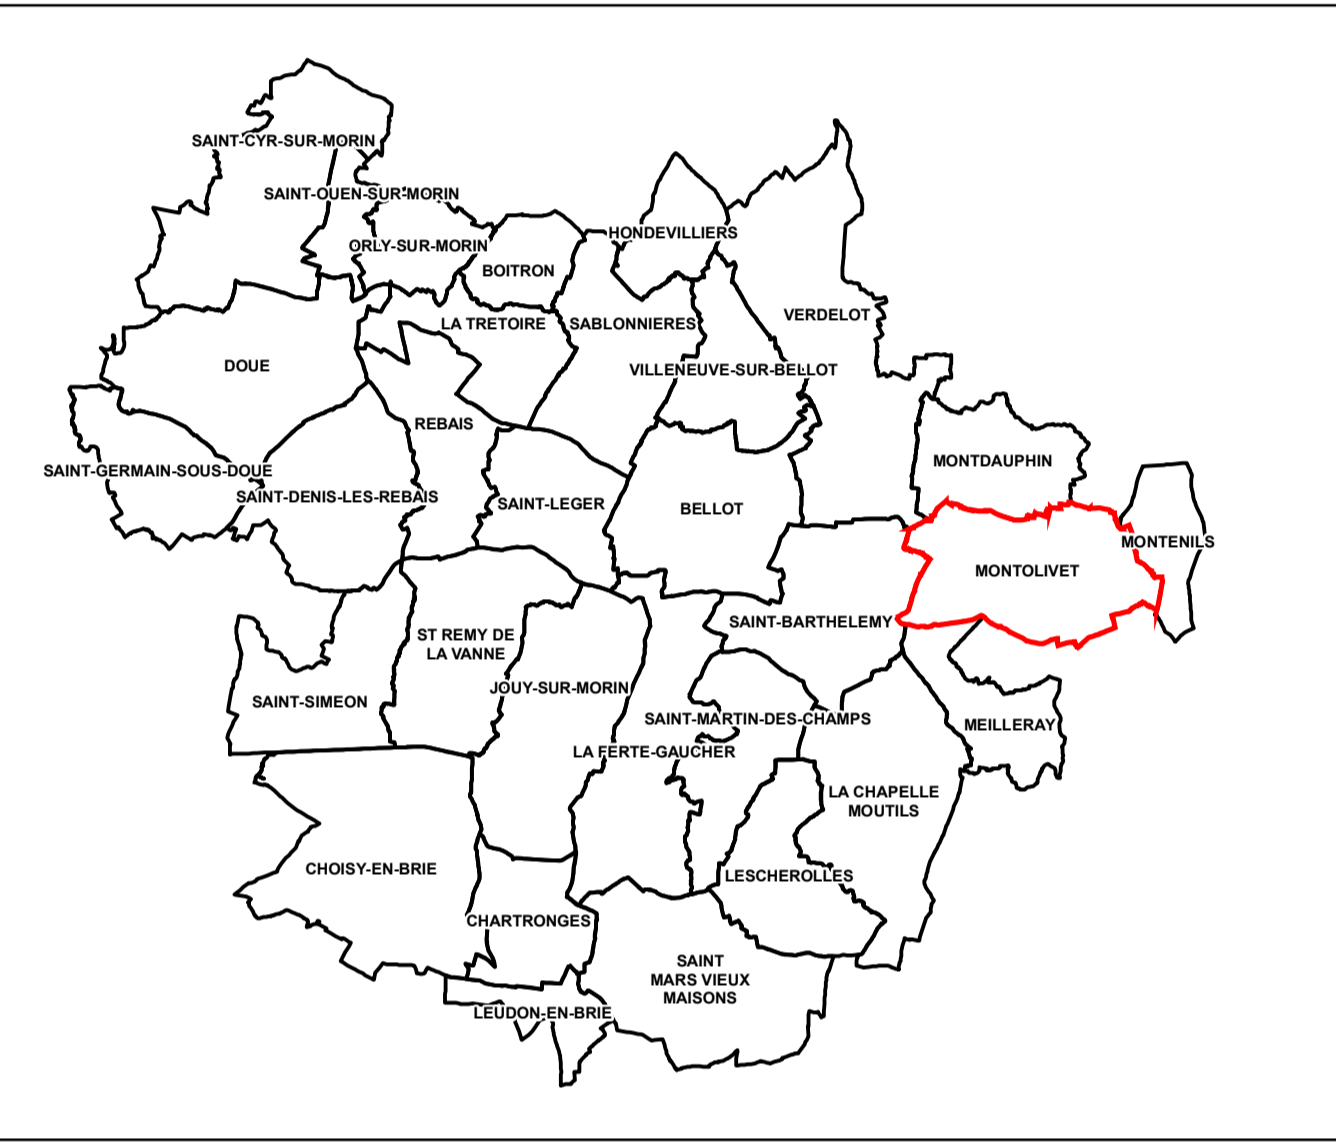 SAINT-CYR-SUR-MORIN
SAINT-OUEN-SUR-MORIN
HONDEVILLIERS
ORLY-SUR-MORIN
BOITRON
VERDELOT
LA TRETOIRE
SABLONNIERES
DOUE
VILLENEUVE-SUR-BELLOT
REBAIS
MONTDAUPHIN
SAINT-GERMAIN-SOUS-DOUE
SAINT-DENIS-LES-REBAIS
SAINT-LEGER
BELLOT
MONTENILS
MONTOLIVET
SAINT-BARTHELEMY
ST REMY DE
LA VANNE
JOUY-SUR-MORIN
SAINT-SIMEON
SAINT-MARTIN-DES-CHAMPS
MEILLERAY
LA FERTE-GAUCHER
LA CHAPELLE
MOUTILS
CHOISY-EN-BRIE
LESCHEROLLES
CHARTRONGES
SAINT
MARS VIEUX
MAISONS
LEUDON-EN-BRIE